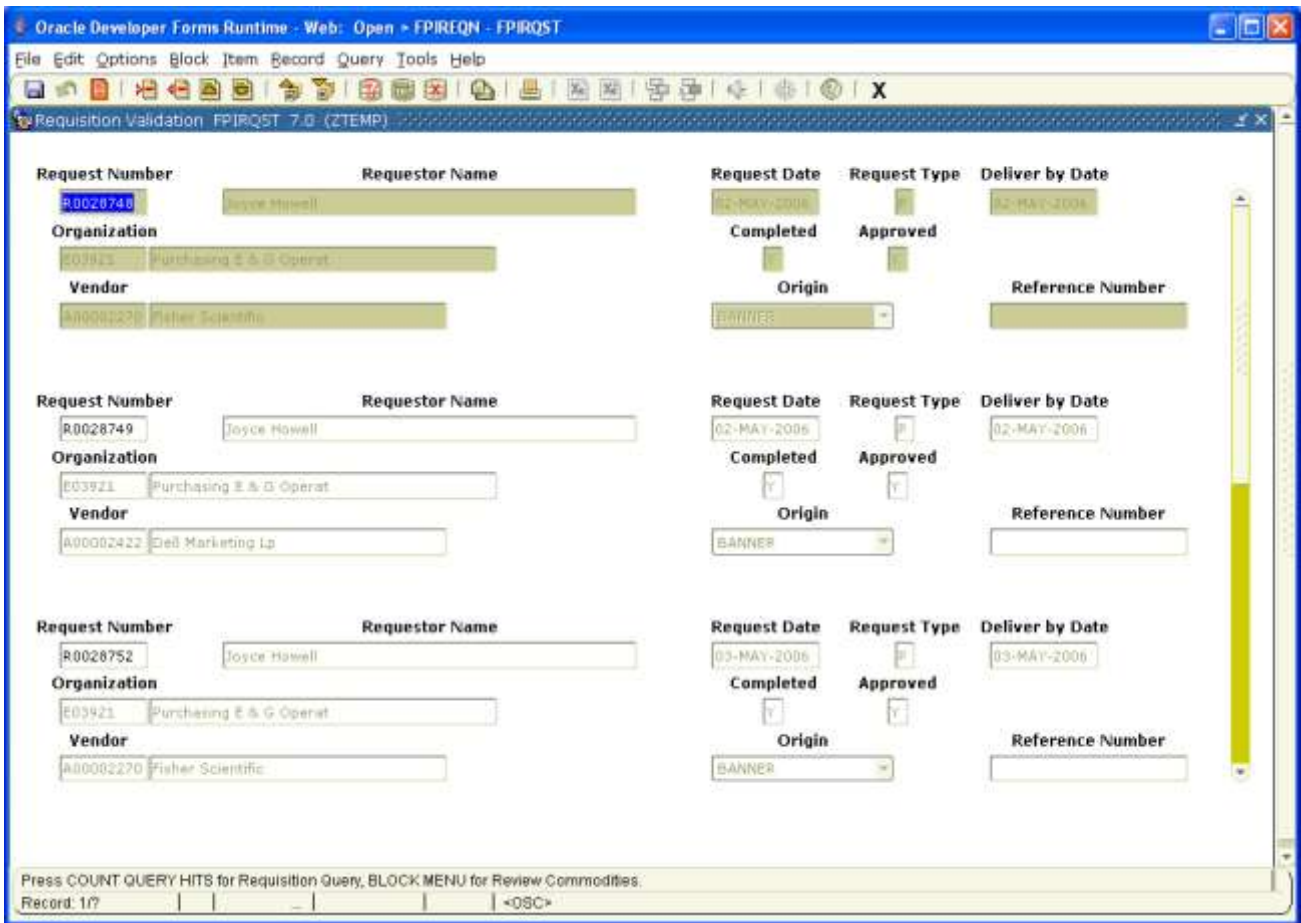 Oracle Developer Forms Runtime - Web: Open > FPIREQN - FPIRQST
File Edit Options Block Item Record Query Tools Help
X
Requisition Validation FPIRQST 7.0 (ZTEMP)
Request Number Requestor Name Request Date Request Type Deliver by Date
R0028748 Joyce Howell 02-MAY-2006 P 02-MAY-2006
Organization Completed Approved
E03921 Purchasing E & G Operat Y Y
Vendor Origin Reference Number
A00002270 Fisher Scientific BANNER
Request Number Requestor Name Request Date Request Type Deliver by Date
R0028749 Joyce Howell 02-MAY-2006 P 02-MAY-2006
Organization Completed Approved
E03921 Purchasing E & G Operat Y Y
Vendor Origin Reference Number
A00002422 Dell Marketing Lp BANNER
Request Number Requestor Name Request Date Request Type Deliver by Date
R0028752 Joyce Howell 03-MAY-2006 P 03-MAY-2006
Organization Completed Approved
E03921 Purchasing E & G Operat Y Y
Vendor Origin Reference Number
A00002270 Fisher Scientific BANNER
Press COUNT QUERY HITS for Requisition Query, BLOCK MENU for Review Commodities.
Record: 1/? ... <OSC>